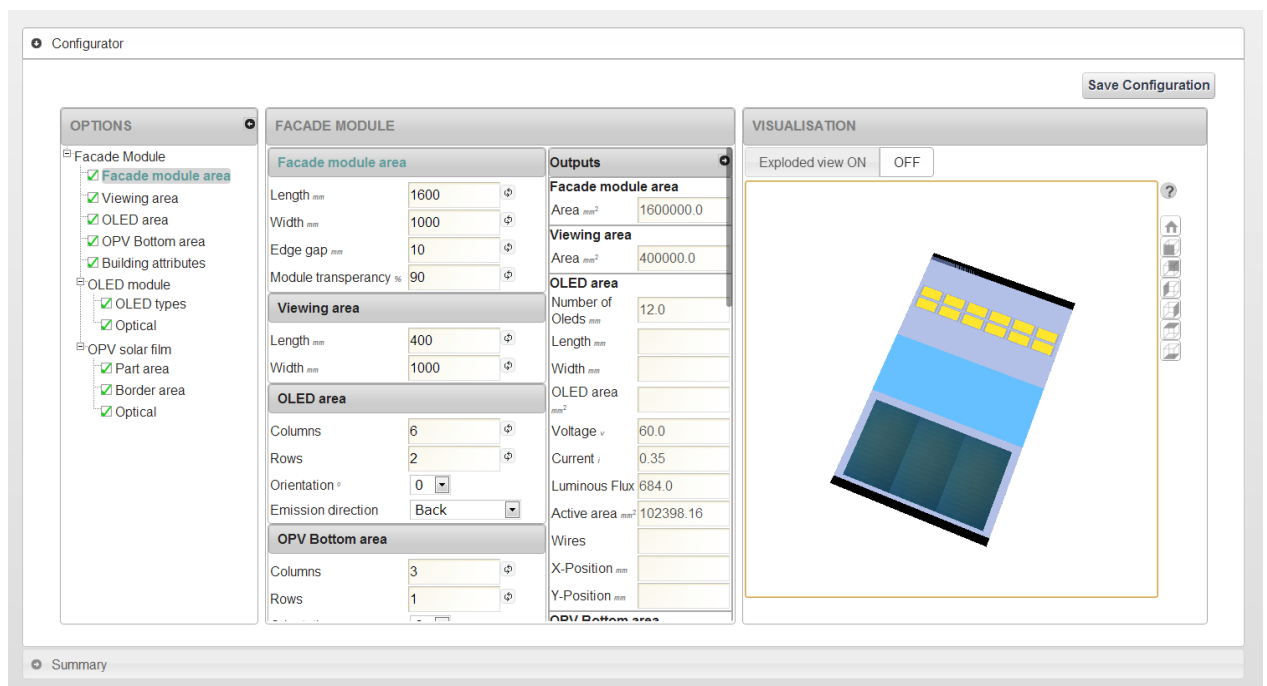 Configurator
Save Configuration
OPTIONS
Facade Module
Facade module area
Viewing area
OLED area
OPV Bottom area
Building attributes
OLED module
OLED types
Optical
OPV solar film
Part area
Border area
Optical
FACADE MODULE
Facade module area
Length mm 1600
Width mm 1000
Edge gap mm 10
Module transperancy % 90
Viewing area
Length mm 400
Width mm 1000
OLED area
Columns 6
Rows 2
Orientation º 0
Emission direction Back
OPV Bottom area
Columns 3
Rows 1
Outputs
Facade module area
Area mm² 1600000.0
Viewing area
Area mm² 400000.0
OLED area
Number of
Oleds mm 12.0
Length mm
Width mm
OLED area
mm²
Voltage v 60.0
Current i 0.35
Luminous Flux 684.0
Active area mm² 102398.16
Wires
X-Position mm
Y-Position mm
OPV Bottom area
VISUALISATION
Exploded view ON OFF
?
Summary